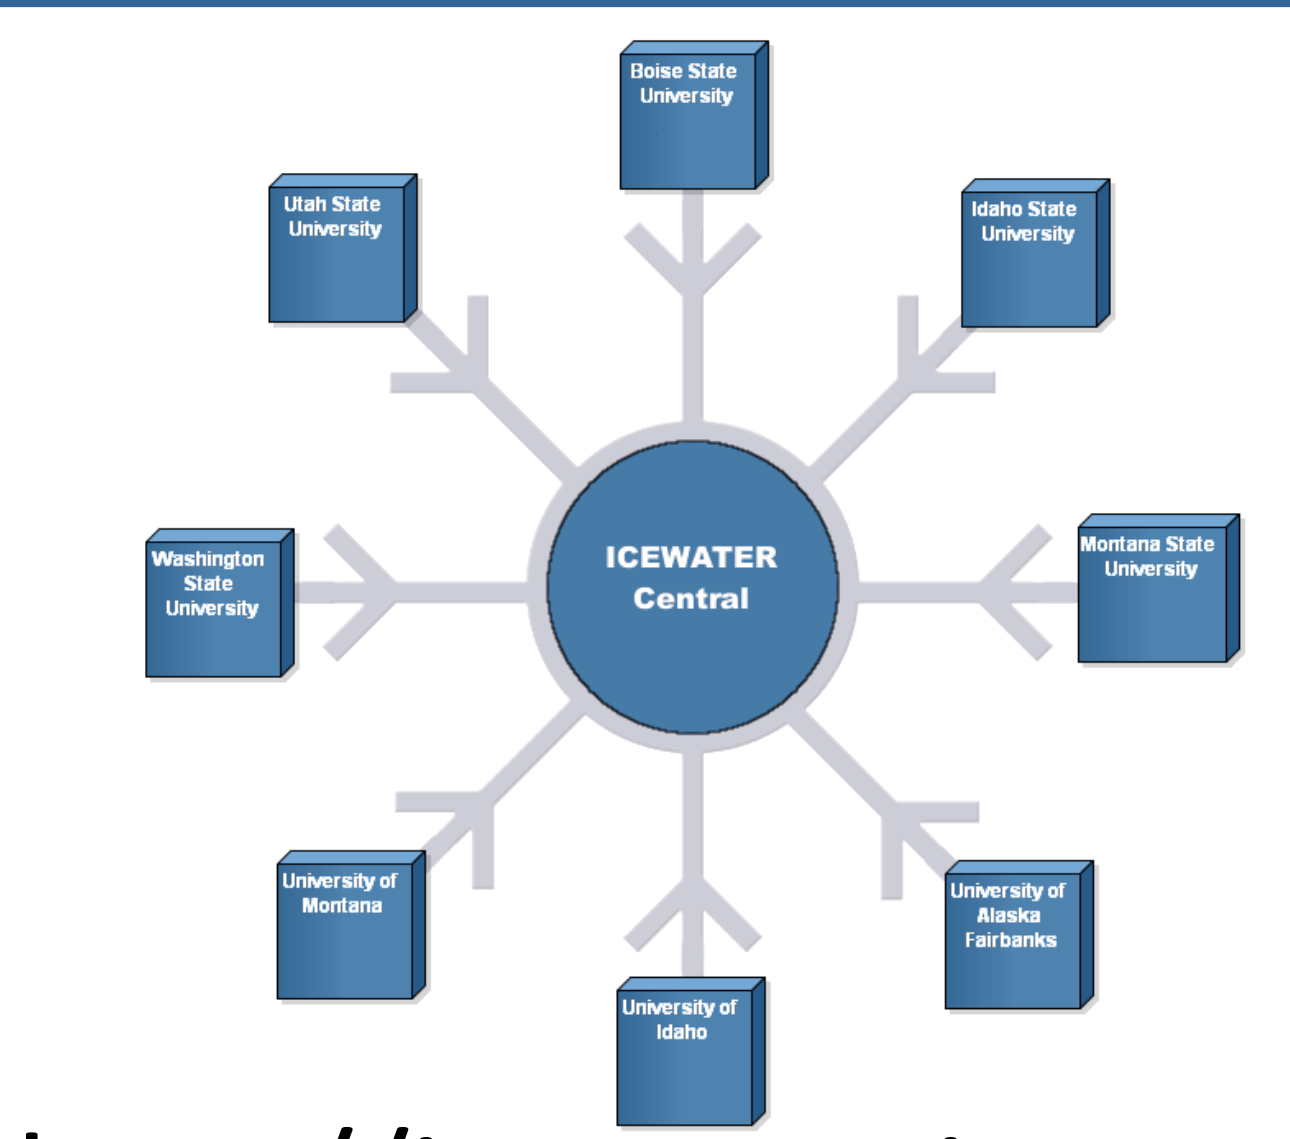 Boise State
University
Utah State
University
Idaho State
University
Washington
State
University
ICEWATER
Central
Montana State
University
University of
Montana
University of
Alaska
Fairbanks
University of
Idaho